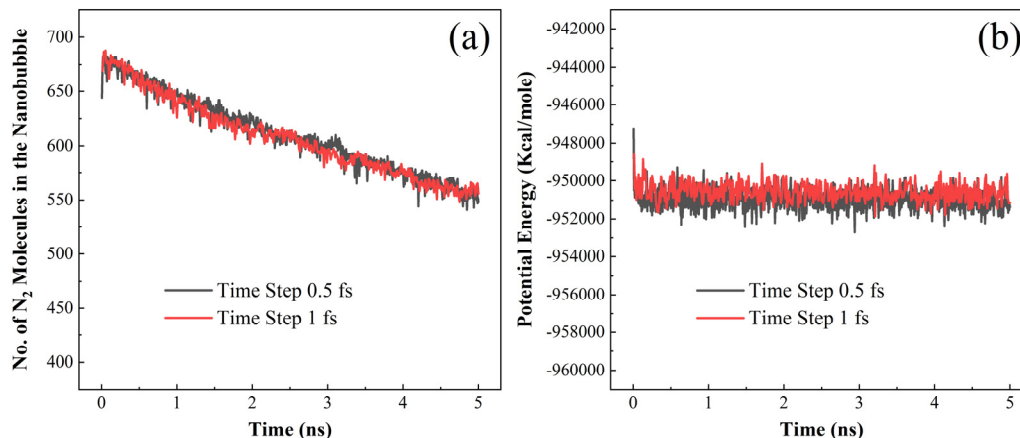 (a)
No. of N₂ Molecules in the Nanobubble
700
650
600
550
500
450
400
Time Step 0.5 fs
Time Step 1 fs
0 1 2 3 4 5
Time (ns)
(b)
Potential Energy (Kcal/mole)
-942000
-944000
-946000
-948000
-950000
-952000
-954000
-956000
-958000
-960000
Time Step 0.5 fs
Time Step 1 fs
0 1 2 3 4 5
Time (ns)